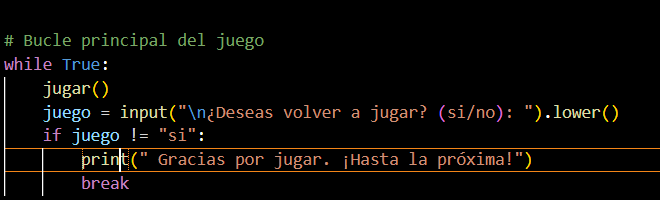 # Bucle principal del juego
while True:
    jugar()
    juego = input("\n¿Deseas volver a jugar? (si/no): ").lower()
    if juego != "si":
        print(" Gracias por jugar. ¡Hasta la próxima!")
        break